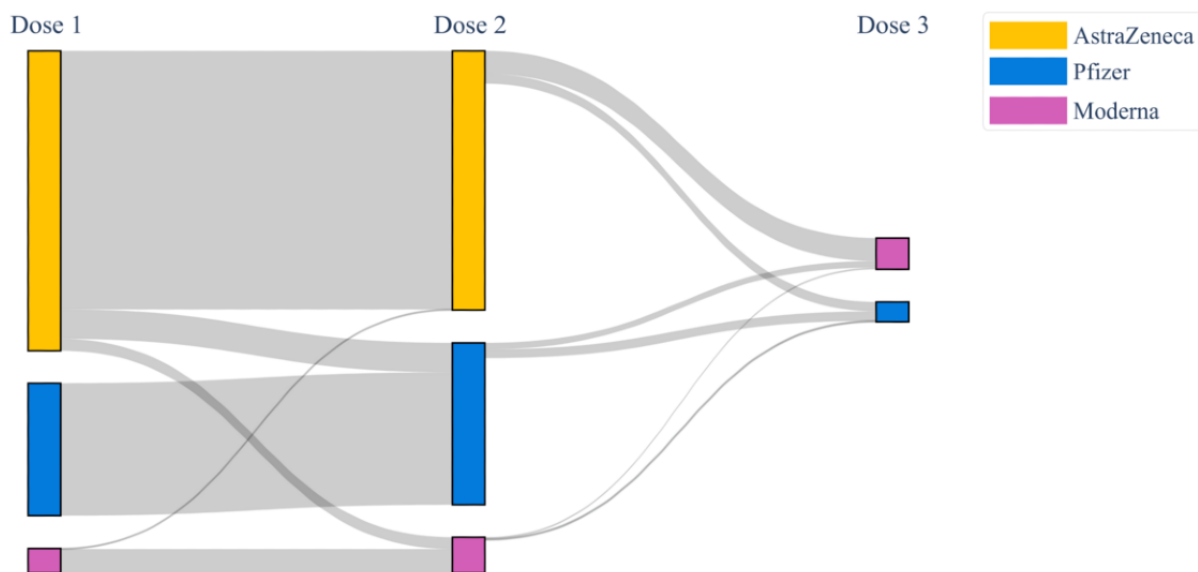 Dose 1
Dose 2
Dose 3
AstraZeneca
Pfizer
Moderna